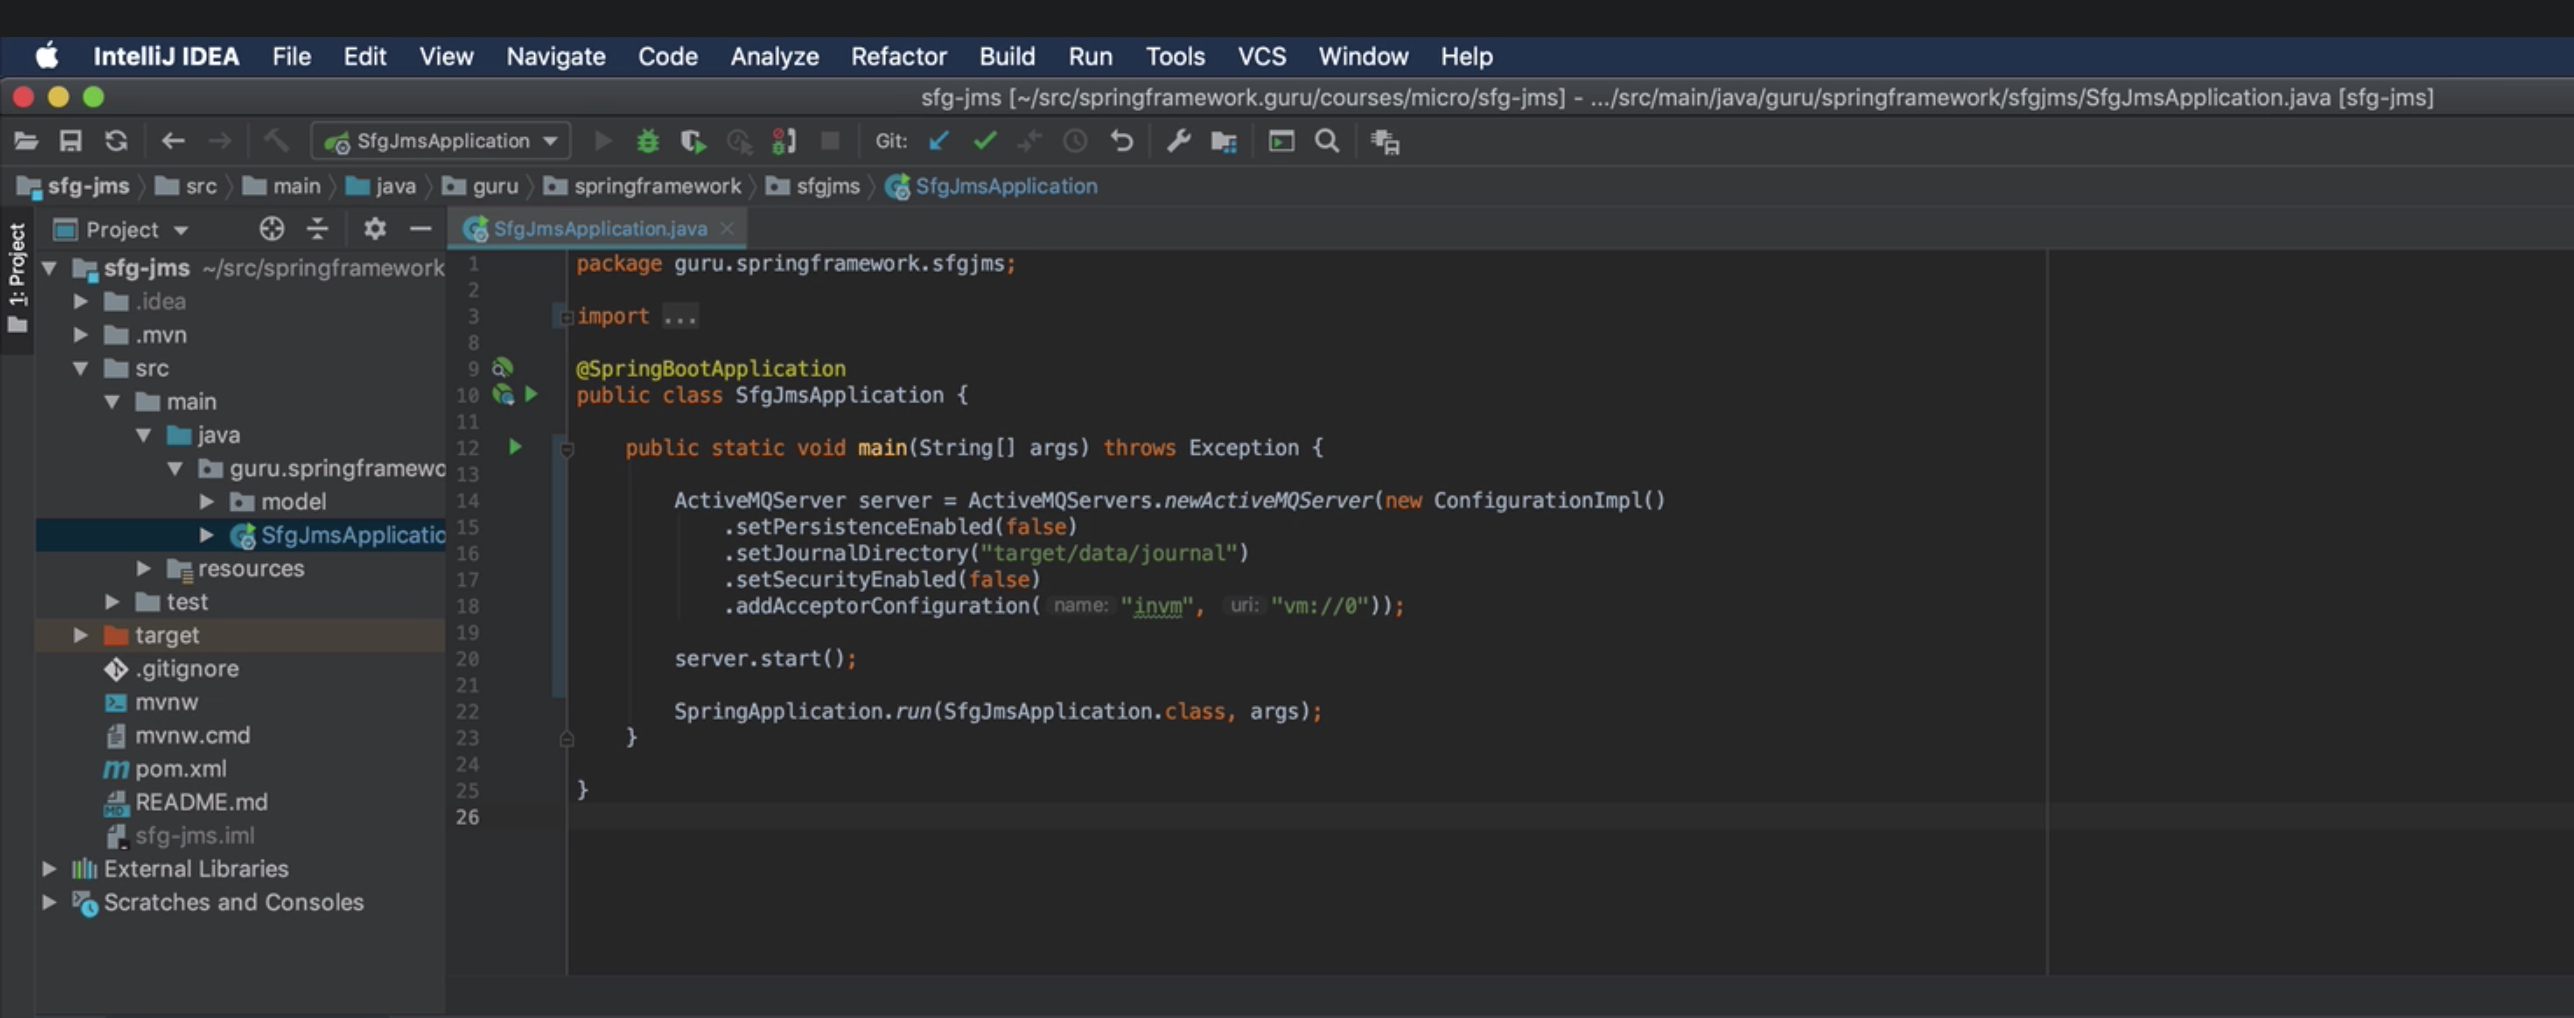 IntelliJ IDEA File Edit View Navigate Code Analyze Refactor Build Run Tools VCS Window Help
sfg-jms [~/src/springframework.guru/courses/micro/sfg-jms] - .../src/main/java/guru/springframework/sfgjms/SfgJmsApplication.java [sfg-jms]
SfgJmsApplication Git:
sfg-jms src main java guru springframework sfgjms SfgJmsApplication
1: Project
Project
sfg-jms ~/src/springframework
.idea
.mvn
src
main
java
guru.springframewo
model
SfgJmsApplicatio
resources
test
target
.gitignore
mvnw
mvnw.cmd
pom.xml
README.md
sfg-jms.iml
External Libraries
Scratches and Consoles
SfgJmsApplication.java
1 package guru.springframework.sfgjms;
2
3 import ...
8
9 @SpringBootApplication
10 public class SfgJmsApplication {
11
12 public static void main(String[] args) throws Exception {
13
14 ActiveMQServer server = ActiveMQServers.newActiveMQServer(new ConfigurationImpl()
15 .setPersistenceEnabled(false)
16 .setJournalDirectory("target/data/journal")
17 .setSecurityEnabled(false)
18 .addAcceptorConfiguration( name: "invm", uri: "vm://0"));
19
20 server.start();
21
22 SpringApplication.run(SfgJmsApplication.class, args);
23 }
24
25 }
26